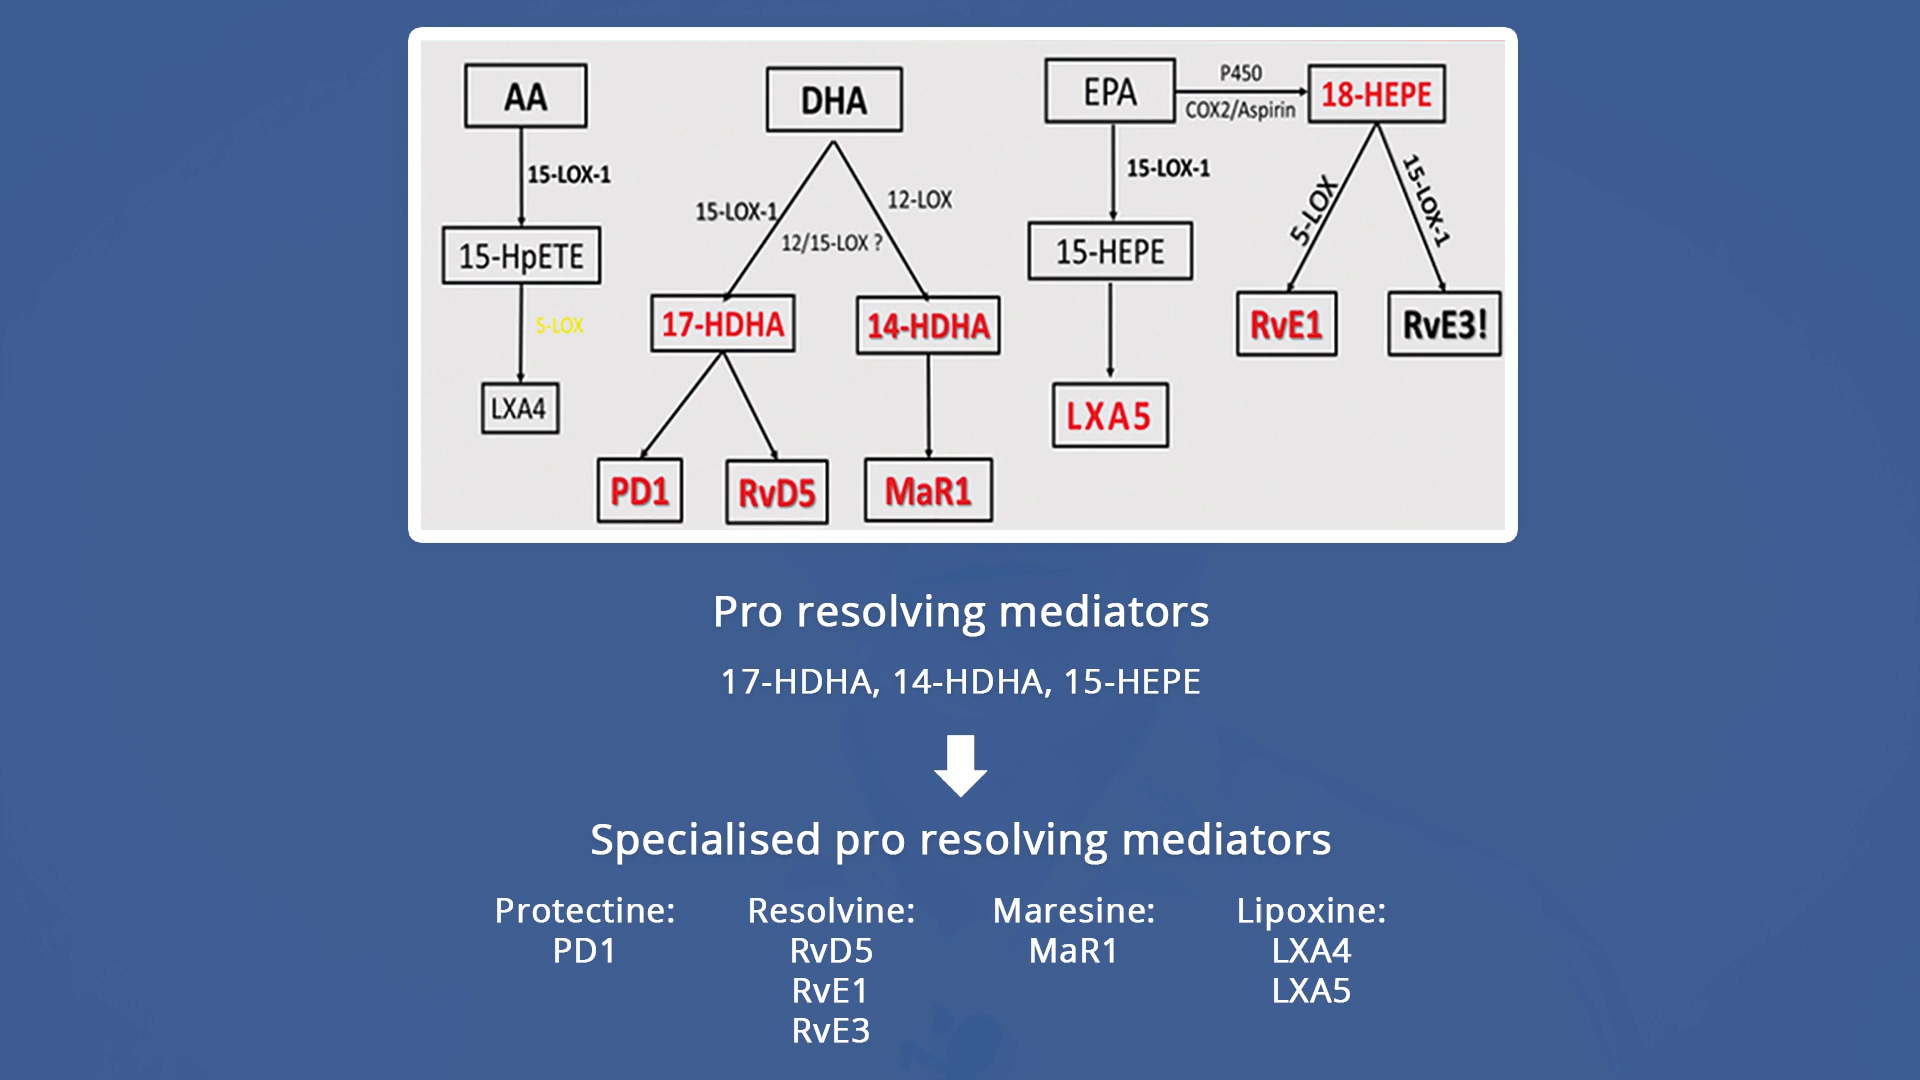 AA
DHA
EPA
P450
COX2/Aspirin
18-HEPE
15-LOX-1
15-LOX-1
12/15-LOX ?
12-LOX
15-LOX-1
5-LOX
15-LOX-1
15-HpETE
17-HDHA
14-HDHA
15-HEPE
RvE1
RvE3!
5-LOX
LXA4
LXA5
PD1
RvD5
MaR1
Pro resolving mediators
17-HDHA, 14-HDHA, 15-HEPE
Specialised pro resolving mediators
Protectine:
PD1
Resolvine:
RvD5
RvE1
RvE3
Maresine:
MaR1
Lipoxine:
LXA4
LXA5